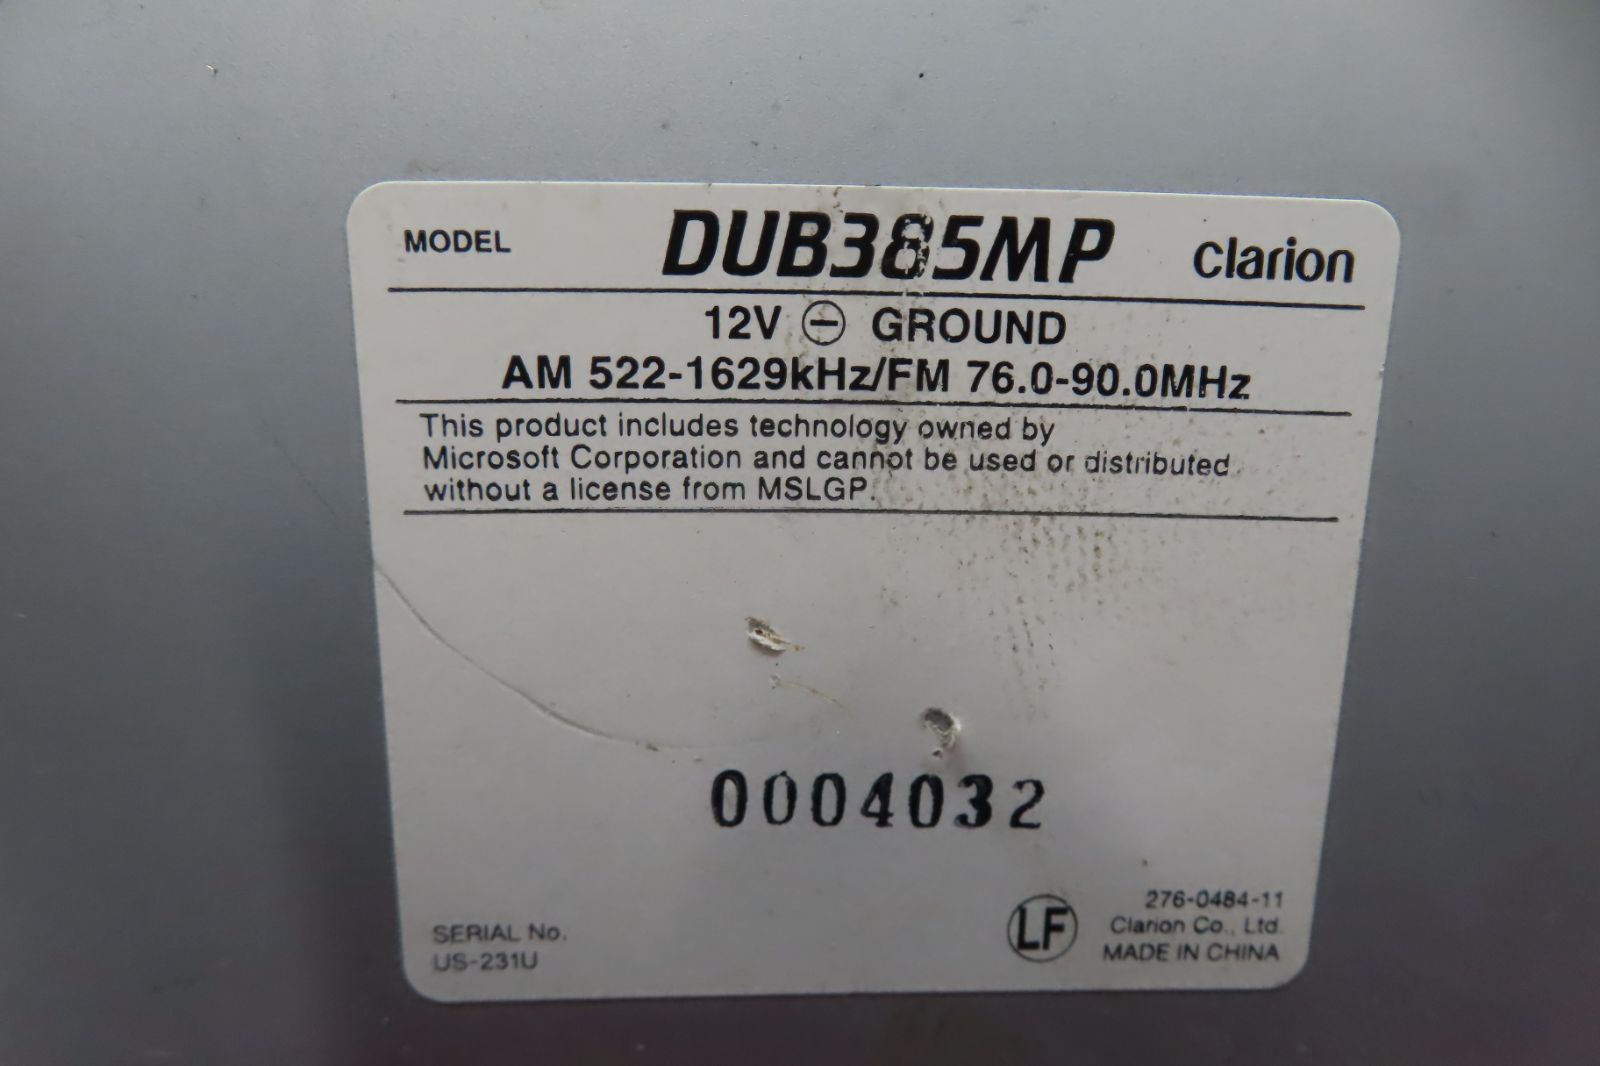 MODEL DUB385MP clarion
12V ⊖ GROUND
AM 522-1629kHz/FM 76.0-90.0MHz
This product includes technology owned by
Microsoft Corporation and cannot be used or distributed
without a license from MSLGP.
0004032
SERIAL No.
US-231U
LF
276-0484-11
Clarion Co., Ltd.
MADE IN CHINA